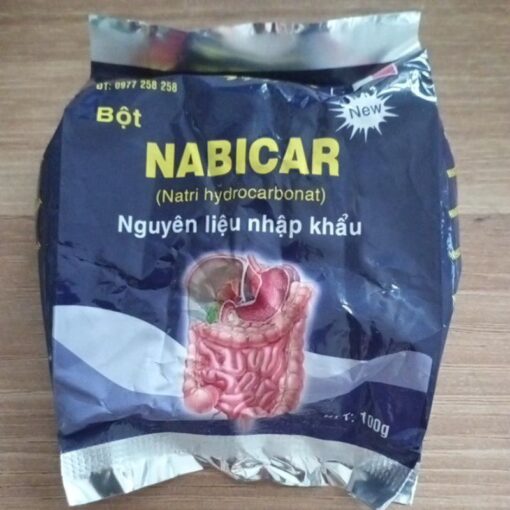 ĐT: 0977 258 258
New
Bột
NABICAR
(Natri hydrocarbonat)
Nguyên liệu nhập khẩu
100g